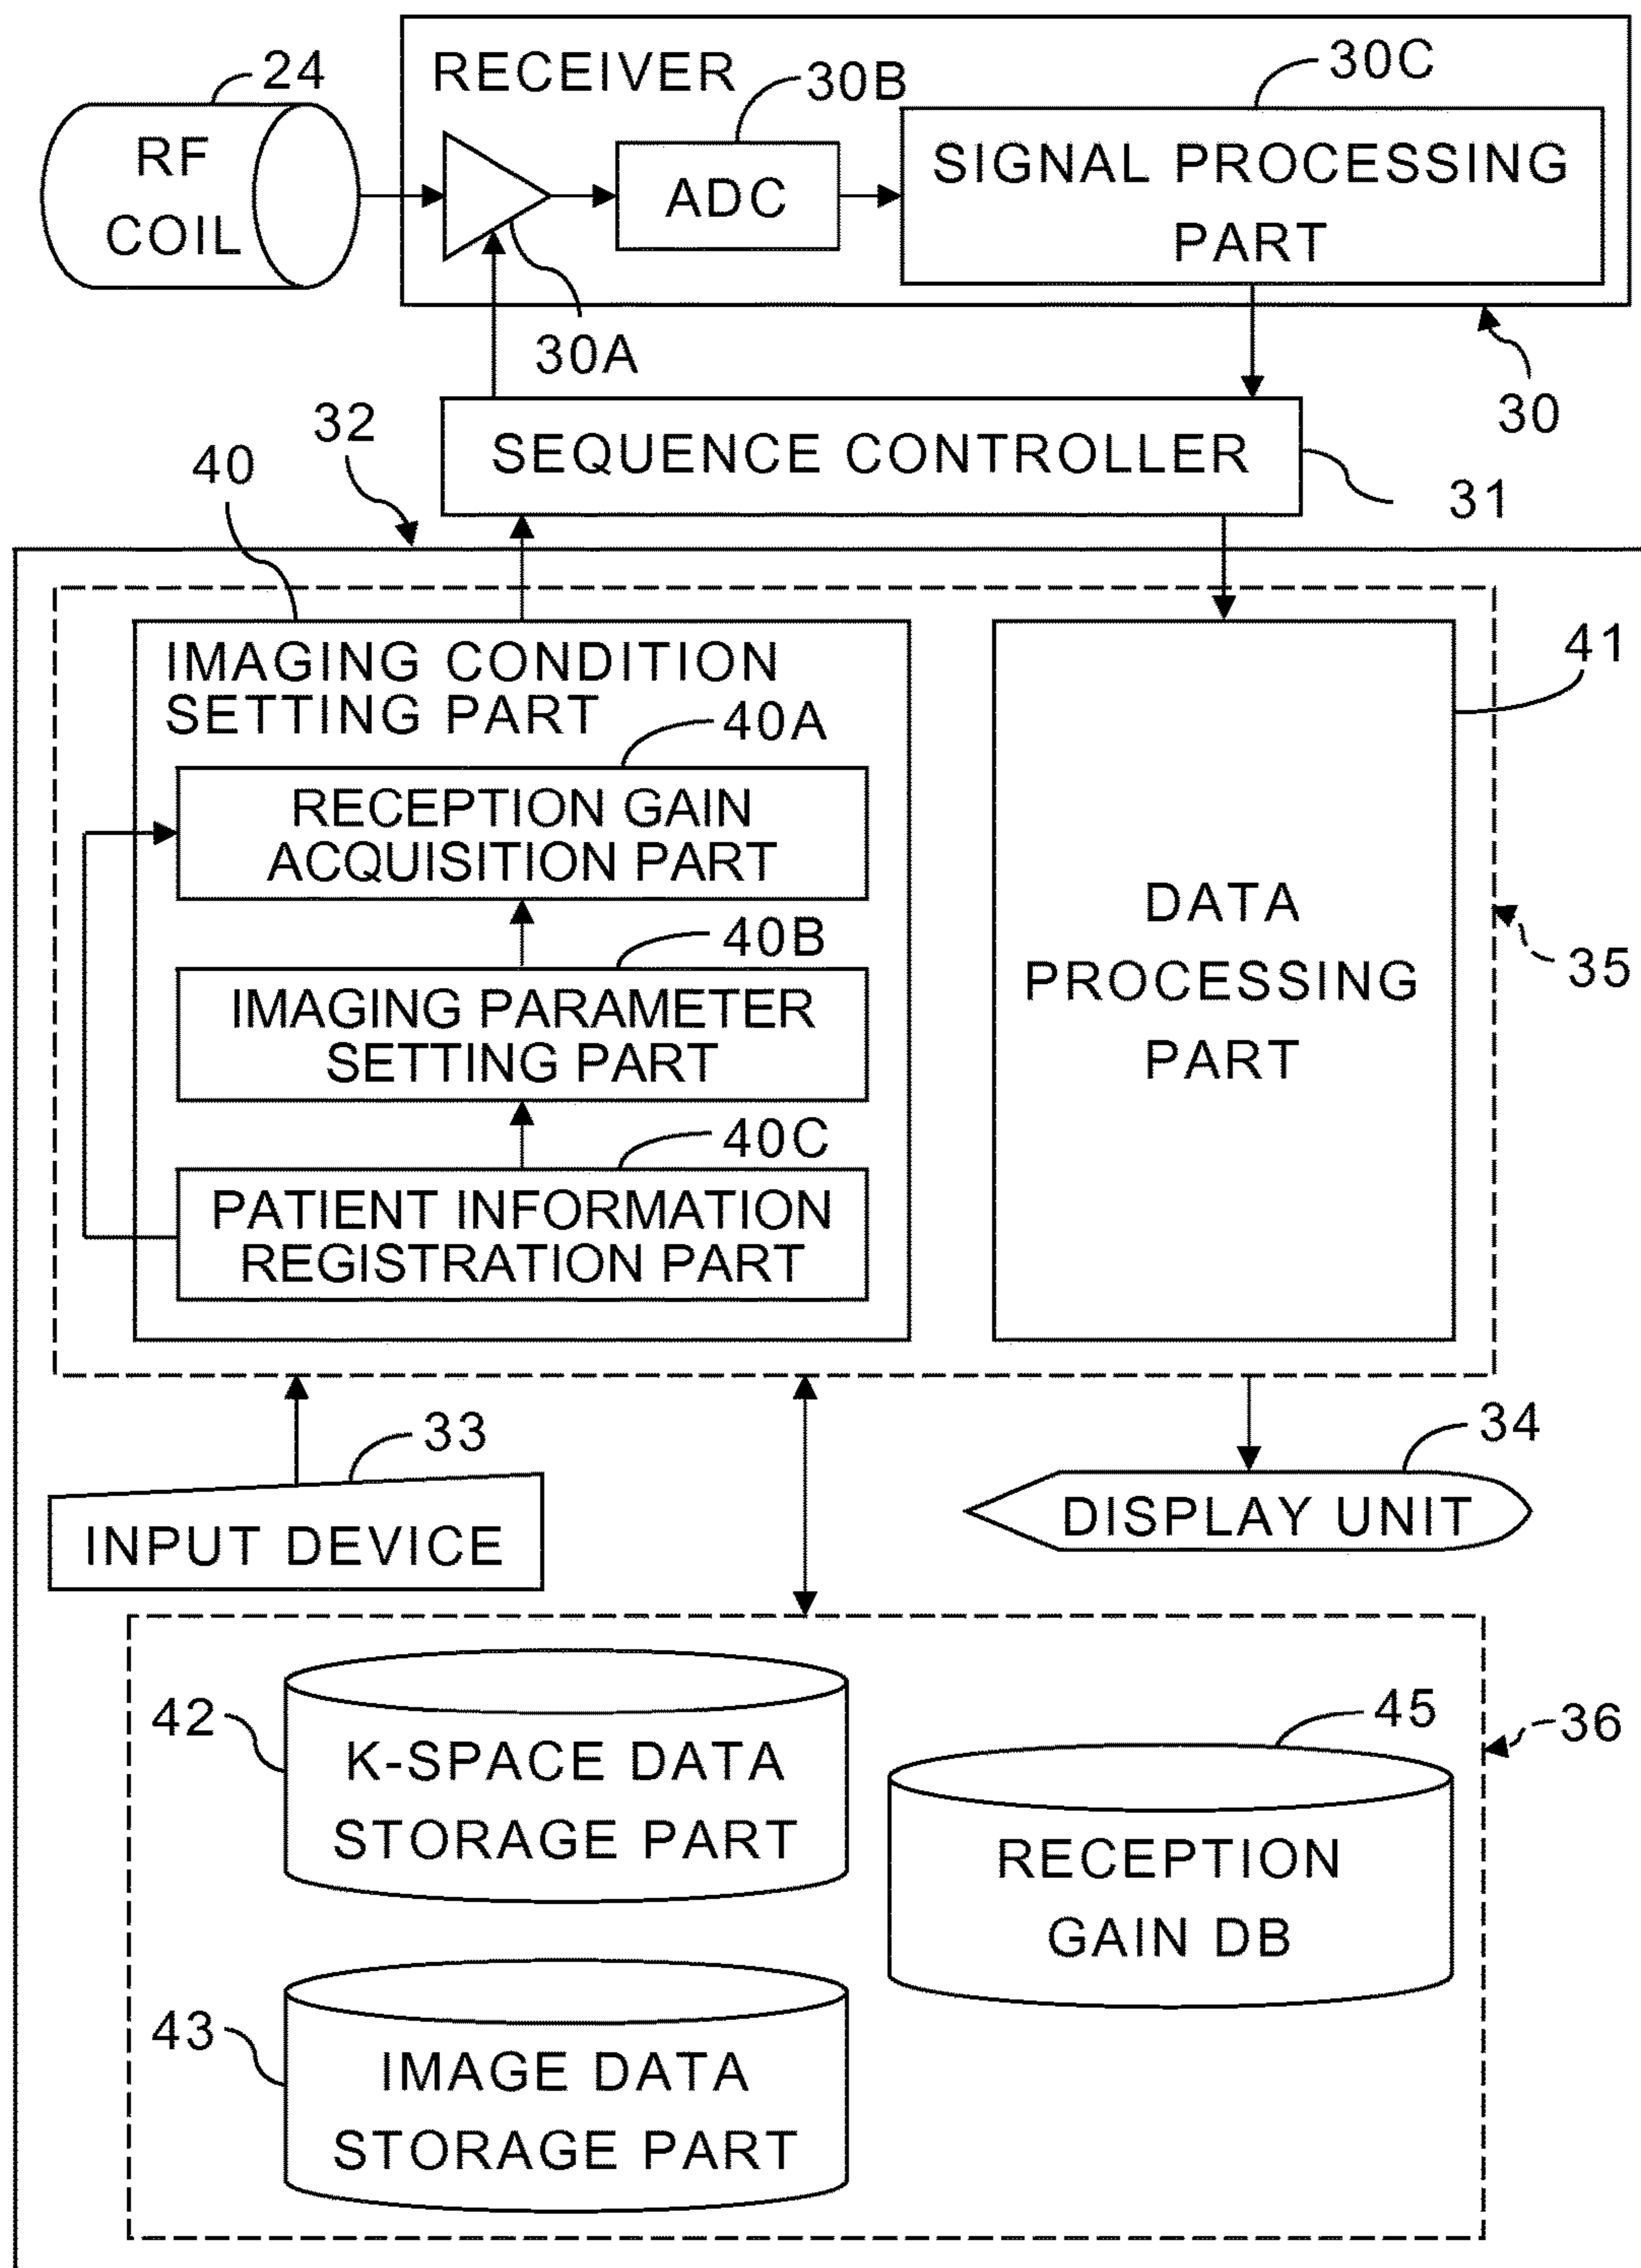 24
RECEIVER
30B
30C
RF
COIL
ADC
SIGNAL PROCESSING
PART
30A
30
32
40
SEQUENCE CONTROLLER
31
IMAGING CONDITION
SETTING PART
41
40A
RECEPTION GAIN
ACQUISITION PART
40B
IMAGING PARAMETER
SETTING PART
40C
PATIENT INFORMATION
REGISTRATION PART
DATA
PROCESSING
PART
35
33
INPUT DEVICE
34
DISPLAY UNIT
42
K-SPACE DATA
STORAGE PART
45
36
RECEPTION
GAIN DB
43
IMAGE DATA
STORAGE PART